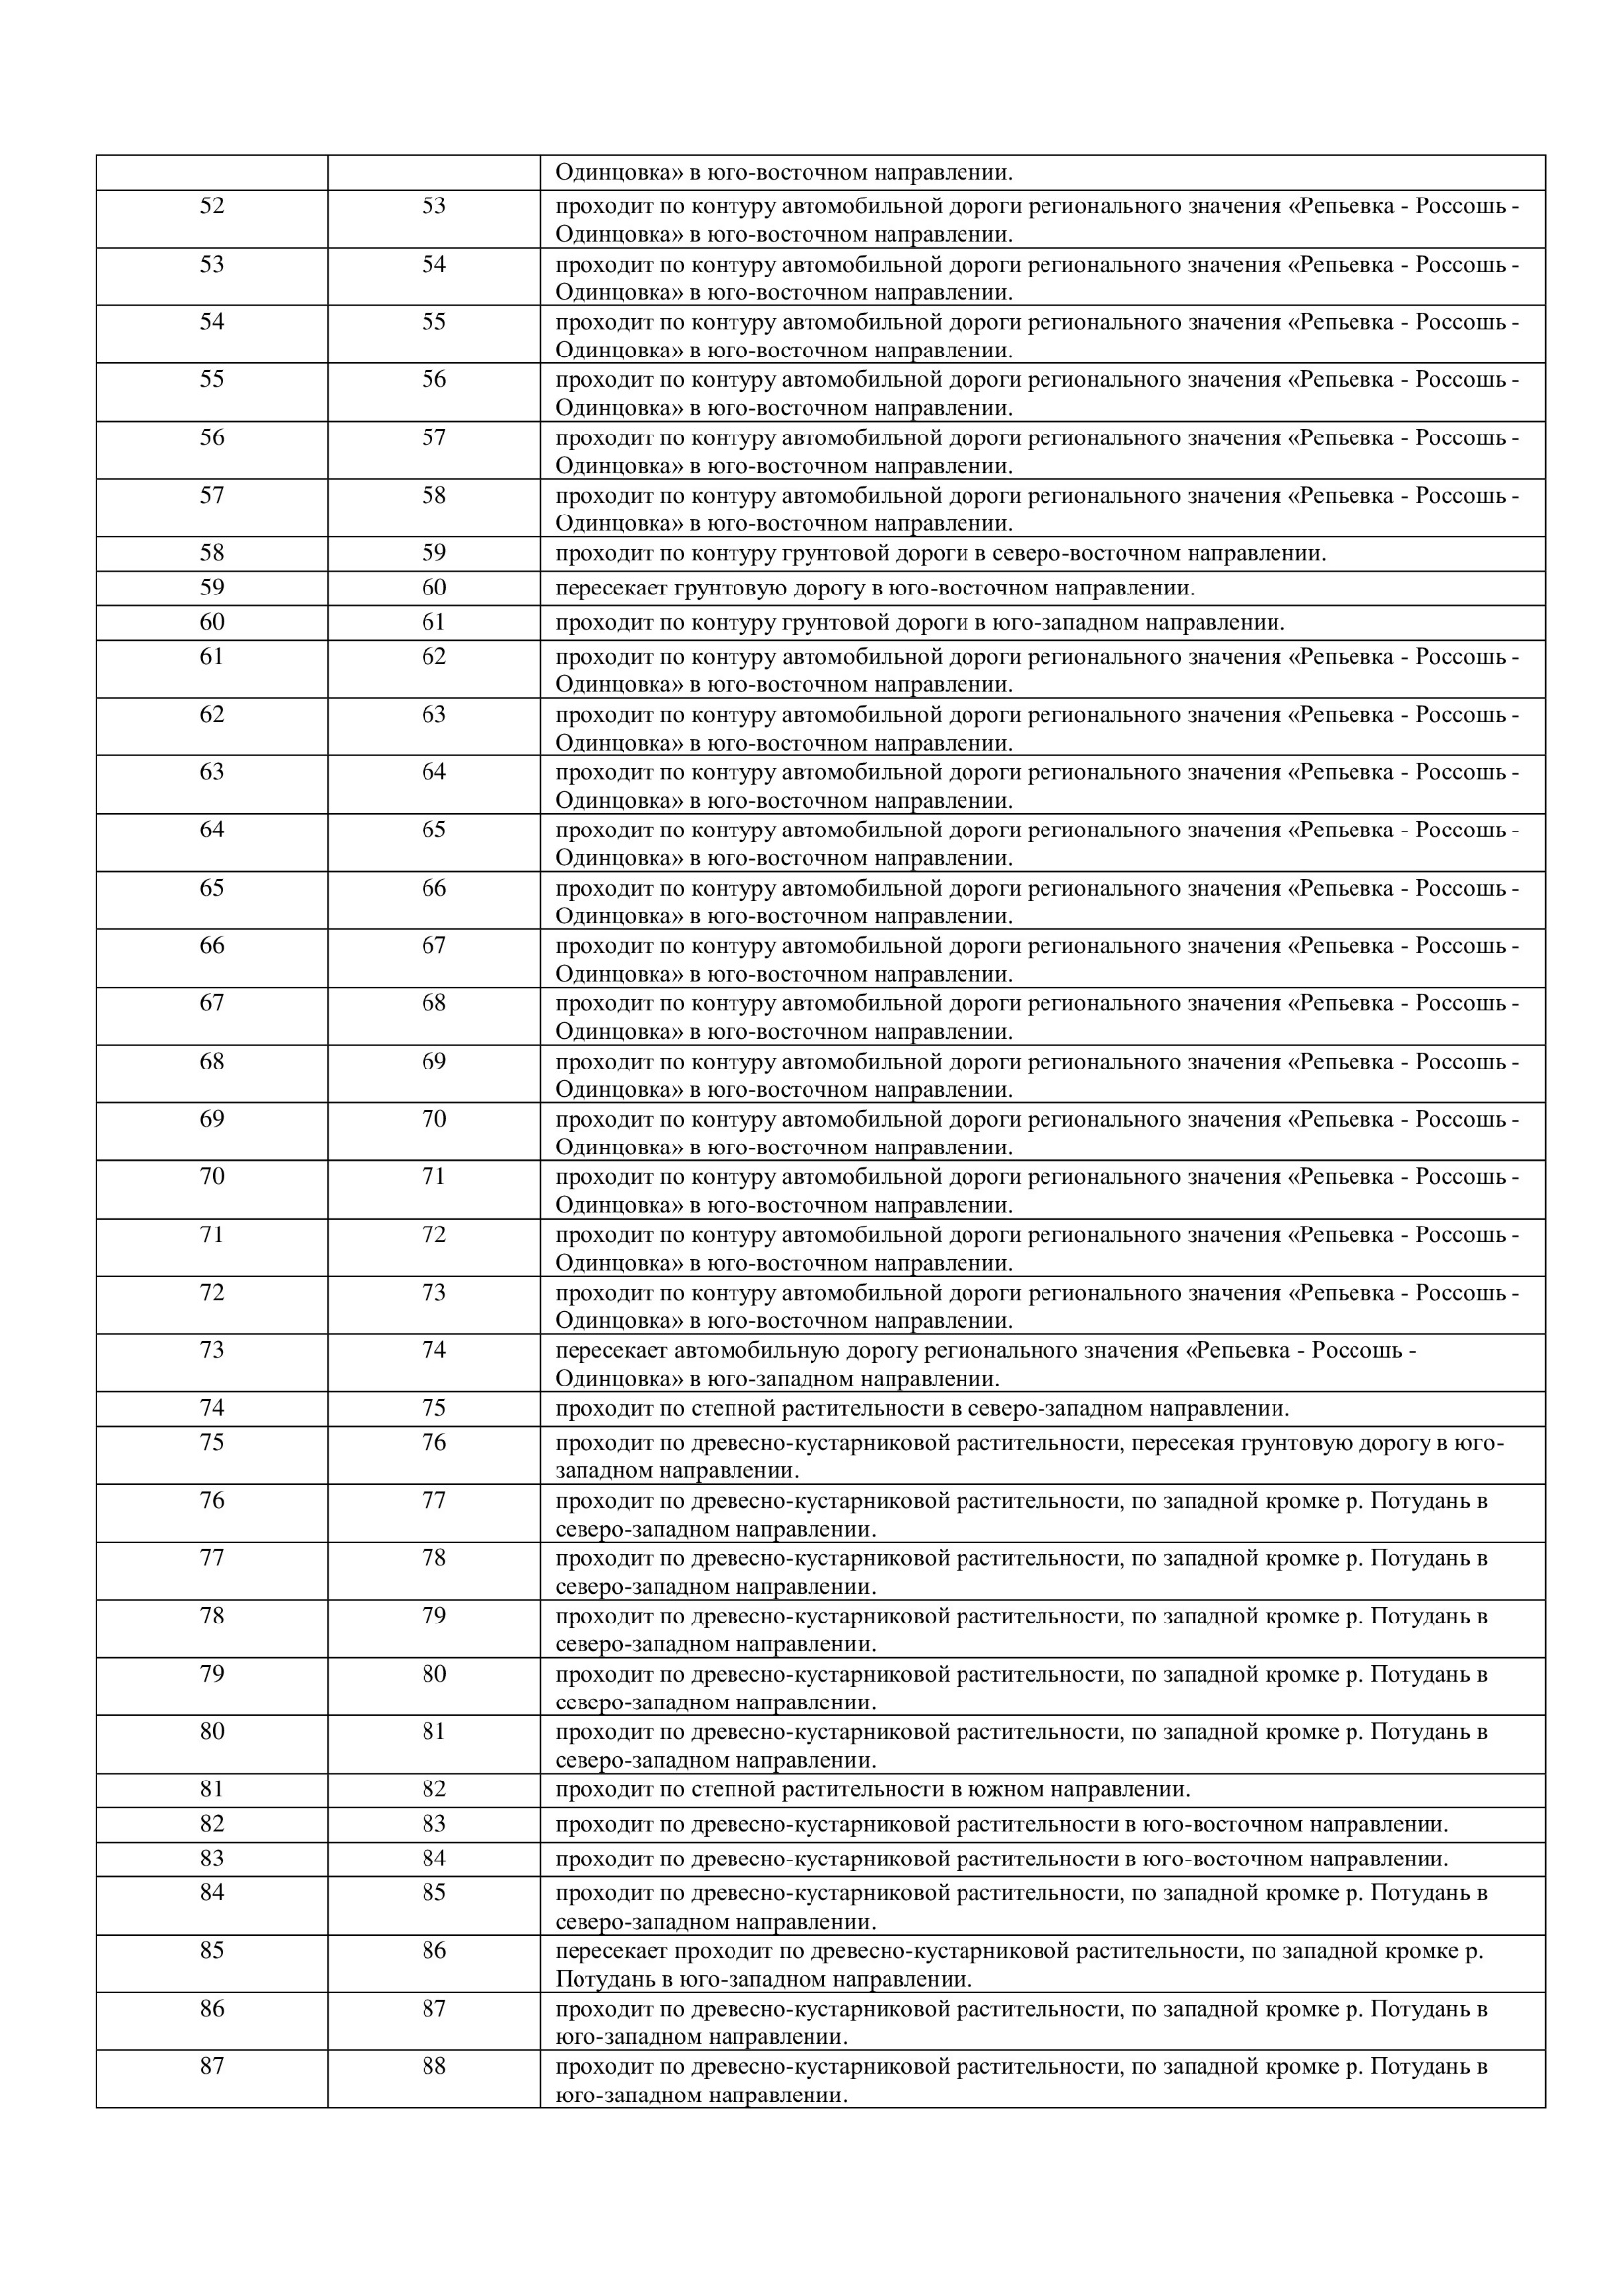 Одинцовка» в юго-восточном направлении.
52 53 проходит по контуру автомобильной дороги регионального значения «Репьевка - Россошь -
Одинцовка» в юго-восточном направлении.
53 54 проходит по контуру автомобильной дороги регионального значения «Репьевка - Россошь -
Одинцовка» в юго-восточном направлении.
54 55 проходит по контуру автомобильной дороги регионального значения «Репьевка - Россошь -
Одинцовка» в юго-восточном направлении.
55 56 проходит по контуру автомобильной дороги регионального значения «Репьевка - Россошь -
Одинцовка» в юго-восточном направлении.
56 57 проходит по контуру автомобильной дороги регионального значения «Репьевка - Россошь -
Одинцовка» в юго-восточном направлении.
57 58 проходит по контуру автомобильной дороги регионального значения «Репьевка - Россошь -
Одинцовка» в юго-восточном направлении.
58 59 проходит по контуру грунтовой дороги в северо-восточном направлении.
59 60 пересекает грунтовую дорогу в юго-восточном направлении.
60 61 проходит по контуру грунтовой дороги в юго-западном направлении.
61 62 проходит по контуру автомобильной дороги регионального значения «Репьевка - Россошь -
Одинцовка» в юго-восточном направлении.
62 63 проходит по контуру автомобильной дороги регионального значения «Репьевка - Россошь -
Одинцовка» в юго-восточном направлении.
63 64 проходит по контуру автомобильной дороги регионального значения «Репьевка - Россошь -
Одинцовка» в юго-восточном направлении.
64 65 проходит по контуру автомобильной дороги регионального значения «Репьевка - Россошь -
Одинцовка» в юго-восточном направлении.
65 66 проходит по контуру автомобильной дороги регионального значения «Репьевка - Россошь -
Одинцовка» в юго-восточном направлении.
66 67 проходит по контуру автомобильной дороги регионального значения «Репьевка - Россошь -
Одинцовка» в юго-восточном направлении.
67 68 проходит по контуру автомобильной дороги регионального значения «Репьевка - Россошь -
Одинцовка» в юго-восточном направлении.
68 69 проходит по контуру автомобильной дороги регионального значения «Репьевка - Россошь -
Одинцовка» в юго-восточном направлении.
69 70 проходит по контуру автомобильной дороги регионального значения «Репьевка - Россошь -
Одинцовка» в юго-восточном направлении.
70 71 проходит по контуру автомобильной дороги регионального значения «Репьевка - Россошь -
Одинцовка» в юго-восточном направлении.
71 72 проходит по контуру автомобильной дороги регионального значения «Репьевка - Россошь -
Одинцовка» в юго-восточном направлении.
72 73 проходит по контуру автомобильной дороги регионального значения «Репьевка - Россошь -
Одинцовка» в юго-восточном направлении.
73 74 пересекает автомобильную дорогу регионального значения «Репьевка - Россошь -
Одинцовка» в юго-западном направлении.
74 75 проходит по степной растительности в северо-западном направлении.
75 76 проходит по древесно-кустарниковой растительности, пересекая грунтовую дорогу в юго-
западном направлении.
76 77 проходит по древесно-кустарниковой растительности, по западной кромке р. Потудань в
северо-западном направлении.
77 78 проходит по древесно-кустарниковой растительности, по западной кромке р. Потудань в
северо-западном направлении.
78 79 проходит по древесно-кустарниковой растительности, по западной кромке р. Потудань в
северо-западном направлении.
79 80 проходит по древесно-кустарниковой растительности, по западной кромке р. Потудань в
северо-западном направлении.
80 81 проходит по древесно-кустарниковой растительности, по западной кромке р. Потудань в
северо-западном направлении.
81 82 проходит по степной растительности в южном направлении.
82 83 проходит по древесно-кустарниковой растительности в юго-восточном направлении.
83 84 проходит по древесно-кустарниковой растительности в юго-восточном направлении.
84 85 проходит по древесно-кустарниковой растительности, по западной кромке р. Потудань в
северо-западном направлении.
85 86 пересекает проходит по древесно-кустарниковой растительности, по западной кромке р.
Потудань в юго-западном направлении.
86 87 проходит по древесно-кустарниковой растительности, по западной кромке р. Потудань в
юго-западном направлении.
87 88 проходит по древесно-кустарниковой растительности, по западной кромке р. Потудань в
юго-западном направлении.